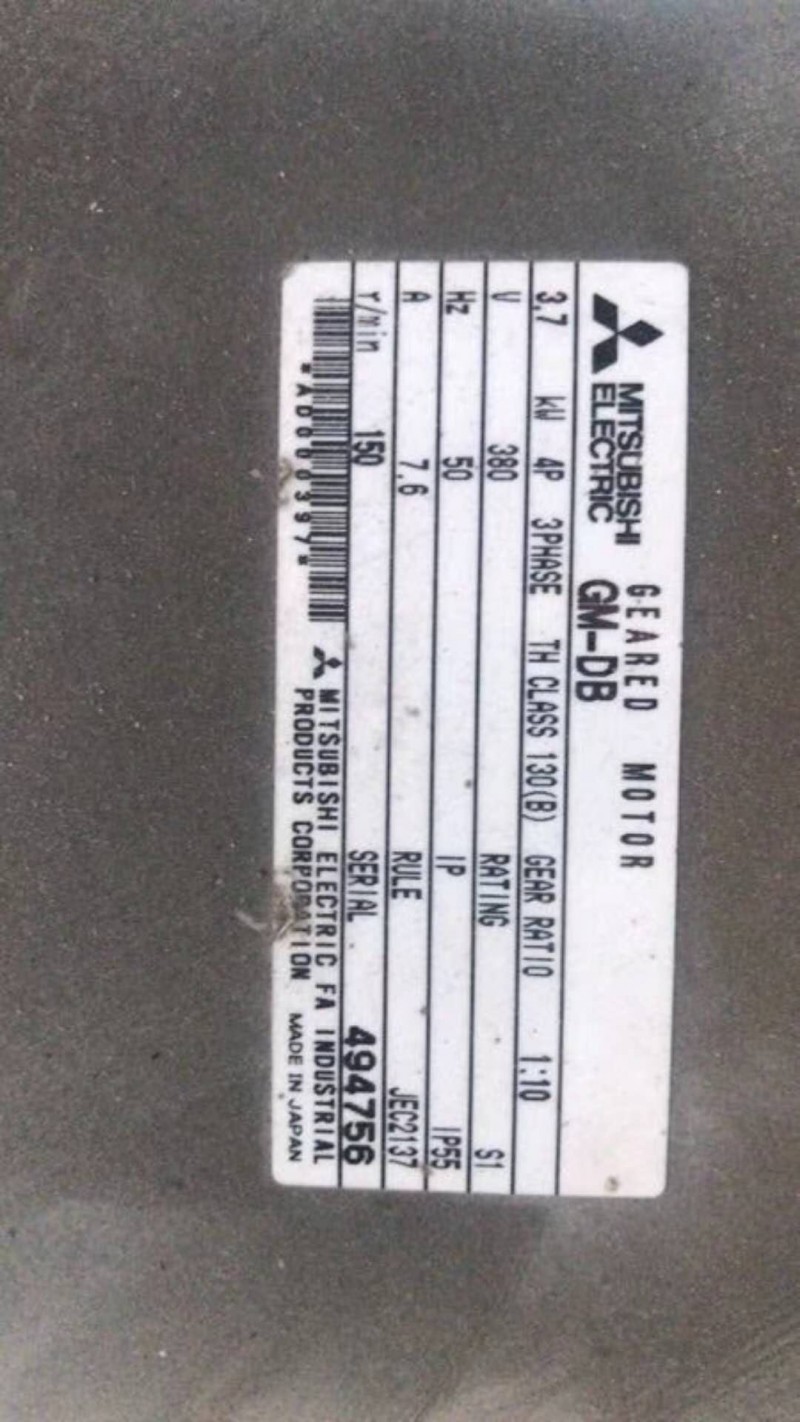 MITSUBISHI
ELECTRIC
GEARED MOTOR
GM-DB
3.7 kW 4P 3PHASE TH CLASS 130(B) GEAR RATIO 1:10
V 380 RATING S1
Hz 50 IP IP55
A 7.6 RULE JEC2137
r/min 150 SERIAL 494756
*AD000397*
MITSUBISHI ELECTRIC FA INDUSTRIAL
PRODUCTS CORPORATION MADE IN JAPAN